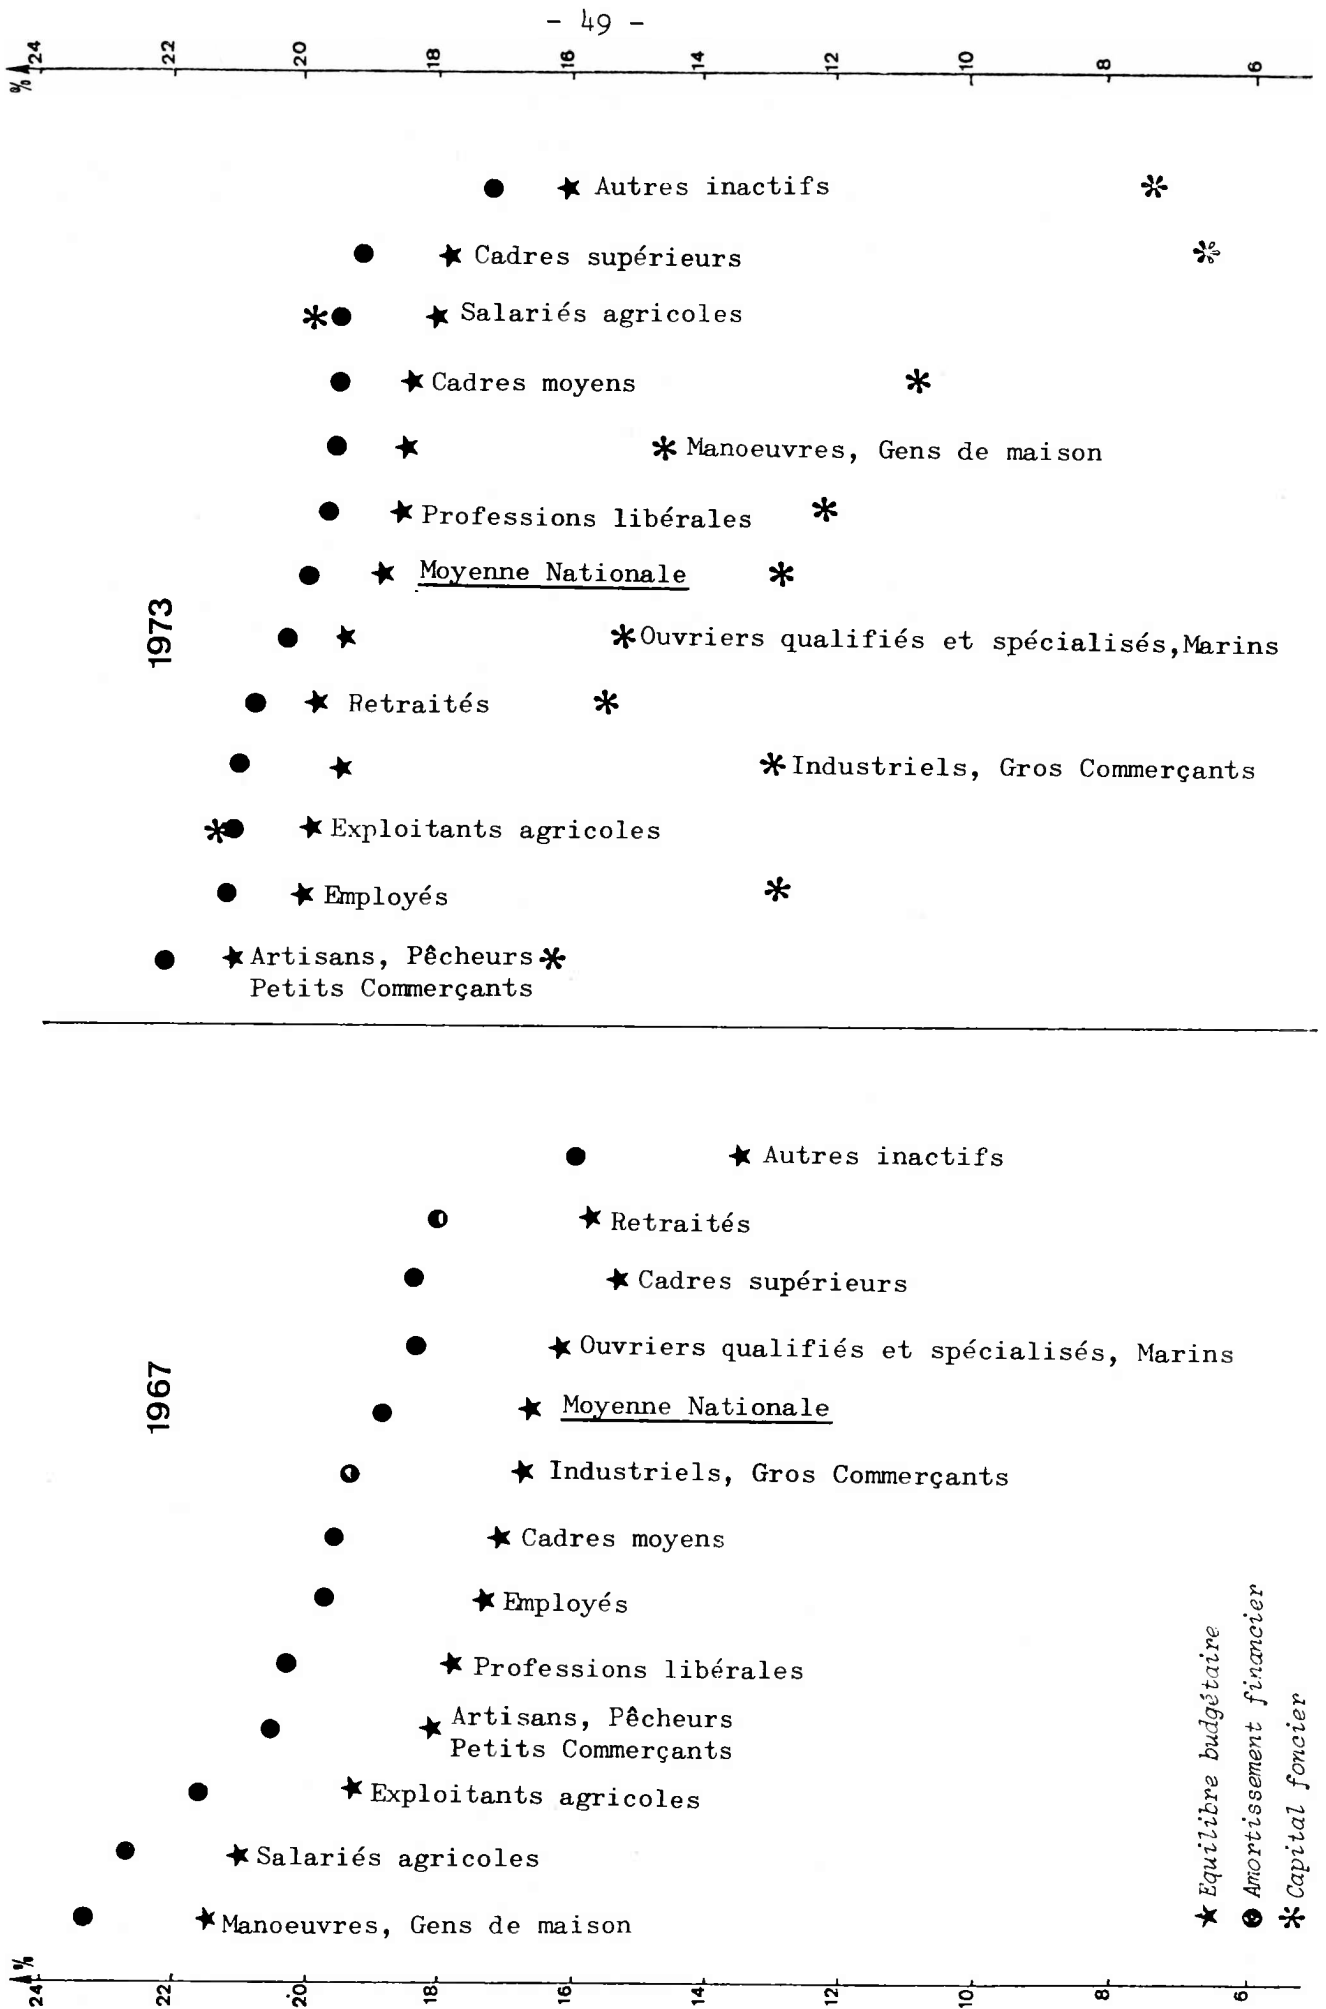 - 49 -
% 24 22 20 18 16 14 12 10 8 6
Autres inactifs
Cadres supérieurs
Salariés agricoles
Cadres moyens
Manoeuvres, Gens de maison
Professions libérales
Moyenne Nationale
1973
Ouvriers qualifiés et spécialisés,Marins
Retraités
Industriels, Gros Commerçants
Exploitants agricoles
Employés
Artisans, Pêcheurs
Petits Commerçants
Autres inactifs
Retraités
Cadres supérieurs
Ouvriers qualifiés et spécialisés, Marins
1967
Moyenne Nationale
Industriels, Gros Commerçants
Cadres moyens
Employés
Professions libérales
Artisans, Pêcheurs
Petits Commerçants
Exploitants agricoles
Salariés agricoles
Manoeuvres, Gens de maison
Equilibre budgétaire
Amortissement financier
Capital foncier
% 24 22 20 18 16 14 12 10 8 6